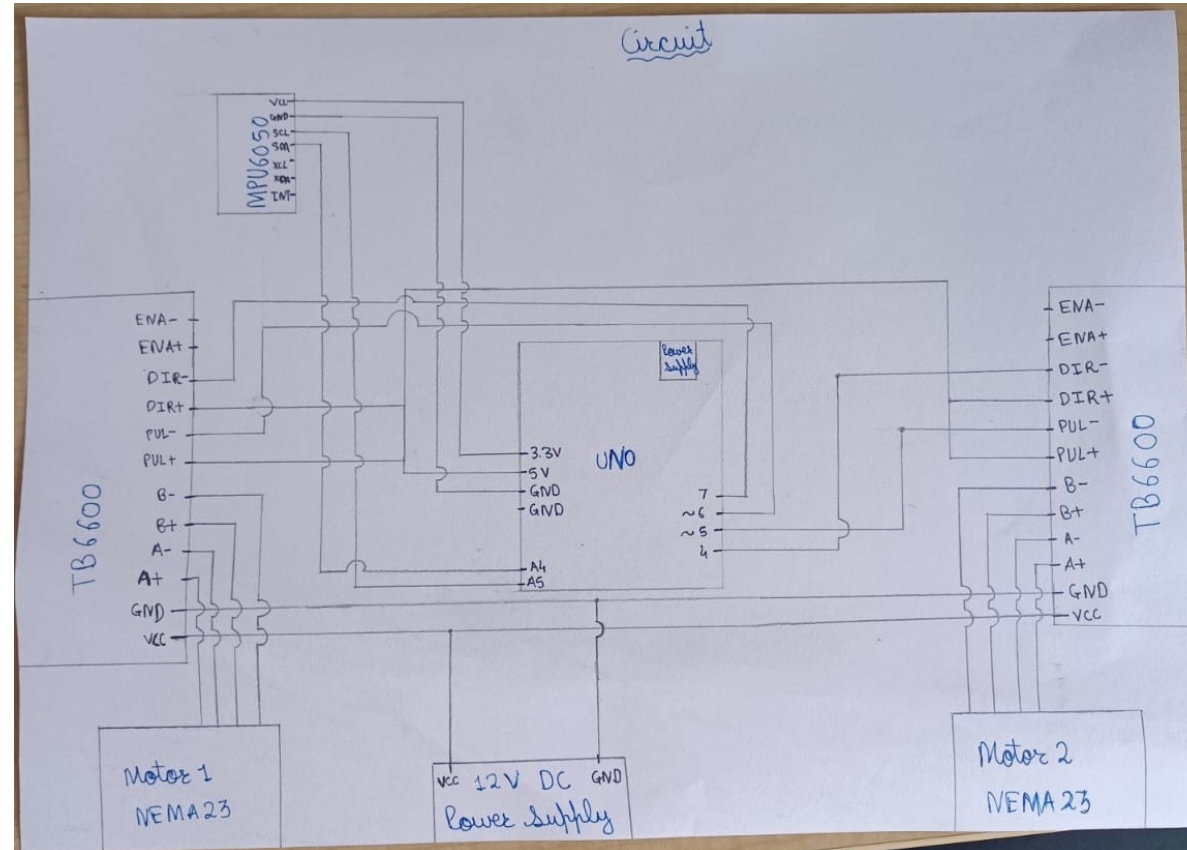 Circuit
MPU6050
VCC
GND
SCL
SDA
XCL
XDA
INT
TB6600
ENA-
ENA+
DIR-
DIR+
PUL-
PUL+
B-
B+
A-
A+
GND
VCC
UNO
Power
Supply
3.3V
5V
GND
GND
A4
A5
7
~6
~5
4
TB6600
ENA-
ENA+
DIR-
DIR+
PUL-
PUL+
B-
B+
A-
A+
GND
VCC
Motor 1
NEMA23
VCC 12V DC GND
Power Supply
Motor 2
NEMA23